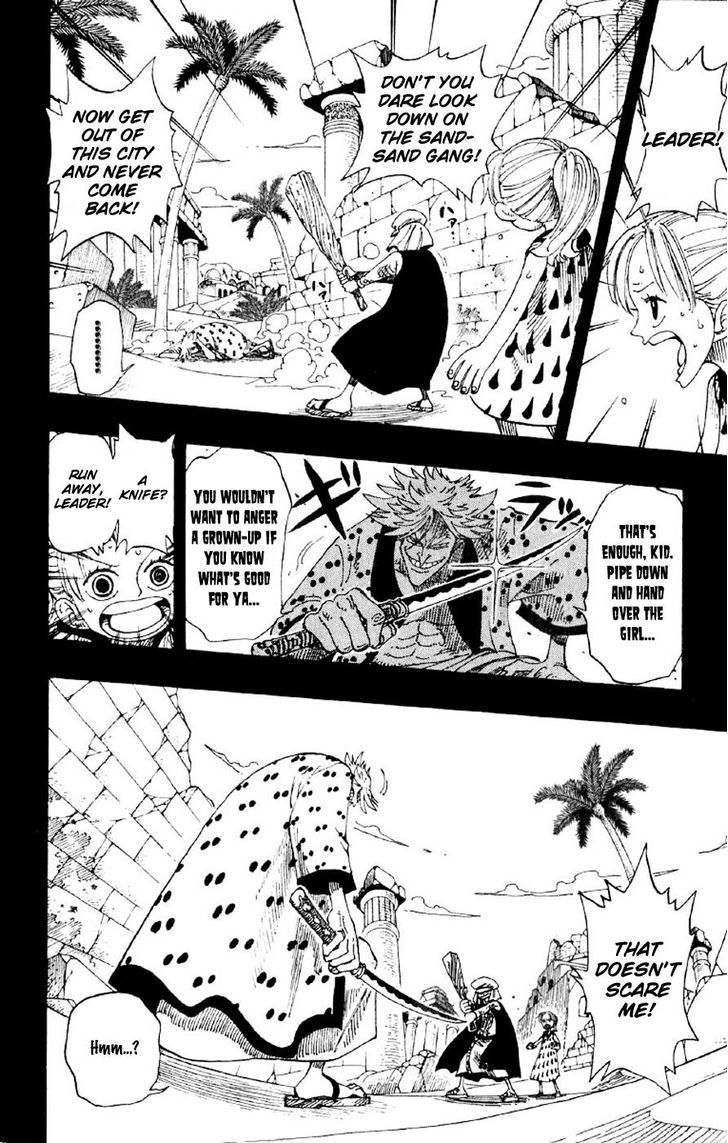 LEADER!
DON'T YOU
DARE LOOK
DOWN ON
THE SAND-
SAND GANG!
NOW GET
OUT OF
THIS CITY
AND NEVER
COME
BACK!
THAT'S
ENOUGH, KID.
PIPE DOWN
AND HAND
OVER THE
GIRL...
YOU WOULDN'T
WANT TO ANGER
A GROWN-UP IF
YOU KNOW
WHAT'S GOOD
FOR YA...
A
KNIFE?
RUN
AWAY,
LEADER!
THAT
DOESN'T
SCARE
ME!
Hmm...?